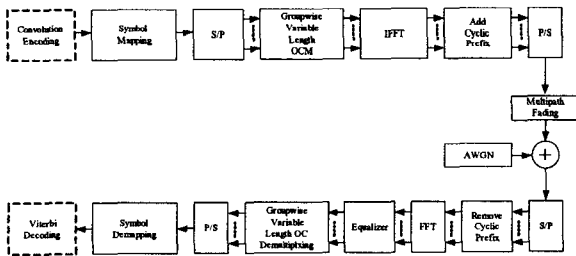 Convolution
Encoding
Symbol
Mapping
S/P
Groupwise
Variable
Length
OCM
IFFT
Add
Cyclic
Prefix
P/S
Multipath
Fading
AWGN
+
Viterbi
Decoding
Symbol
Demapping
P/S
Groupwise
Variable
Length OC
Demultiplxing
Equalizer
FFT
Remove
Cyclic
Prefix
S/P